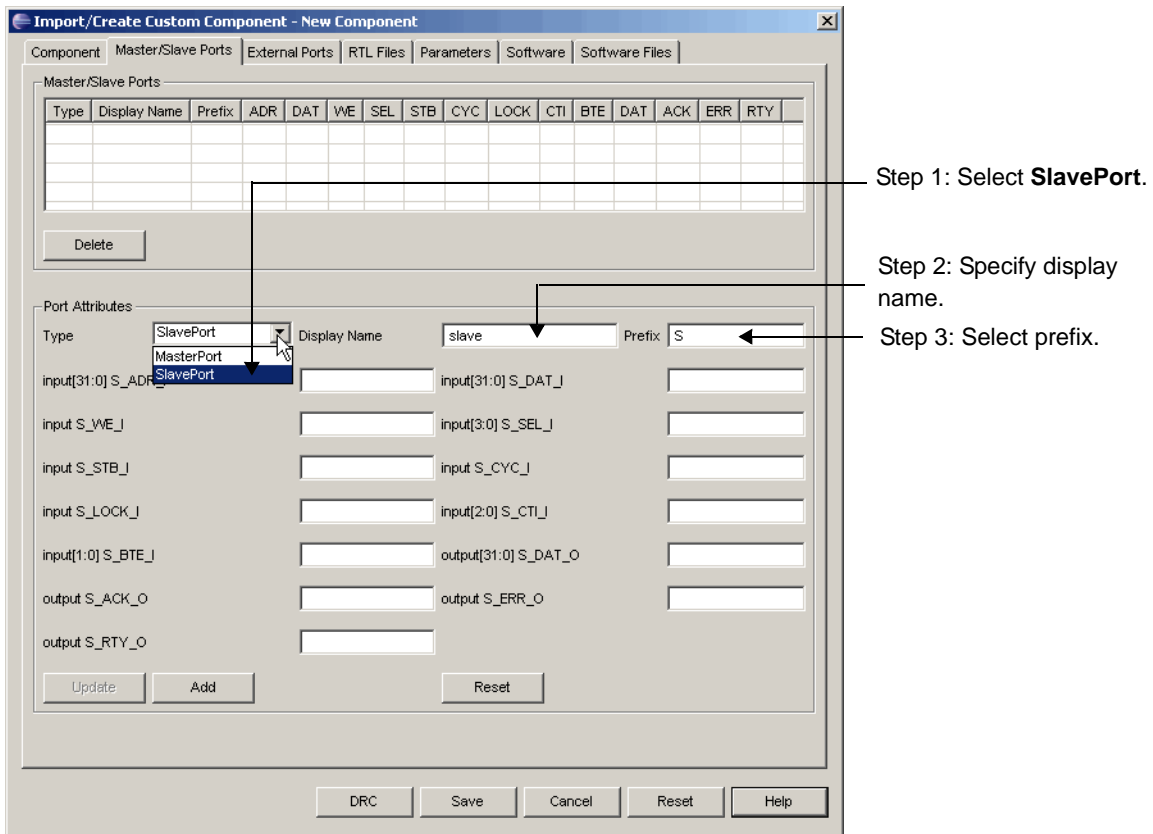 Import/Create Custom Component - New Component
Component Master/Slave Ports External Ports RTL Files Parameters Software Software Files
Master/Slave Ports
Type Display Name Prefix ADR DAT WE SEL STB CYC LOCK CTI BTE DAT ACK ERR RTY
Step 1: Select SlavePort.
Delete
Step 2: Specify display
name.
Port Attributes
Type SlavePort Display Name slave Prefix S
Step 3: Select prefix.
MasterPort
SlavePort
input[31:0] S_ADR_I input[31:0] S_DAT_I
input S_WE_I input[3:0] S_SEL_I
input S_STB_I input S_CYC_I
input S_LOCK_I input[2:0] S_CTI_I
input[1:0] S_BTE_I output[31:0] S_DAT_O
output S_ACK_O output S_ERR_O
output S_RTY_O
Update Add Reset
DRC Save Cancel Reset Help